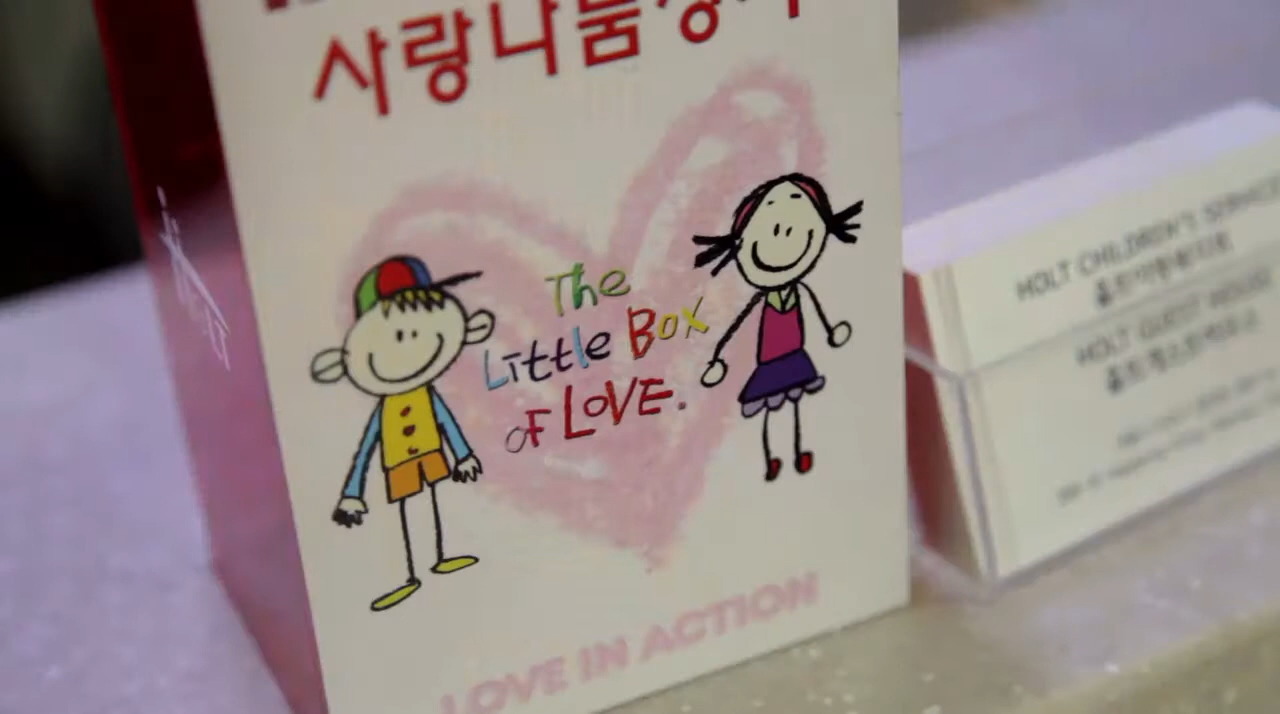 사랑나눔상자
The
Little Box
of LOVE.
LOVE IN ACTION
HOLT CHILDREN'S SERVICES
홀트아동복지회
HOLT GUEST HOUSE
홀트게스트하우스